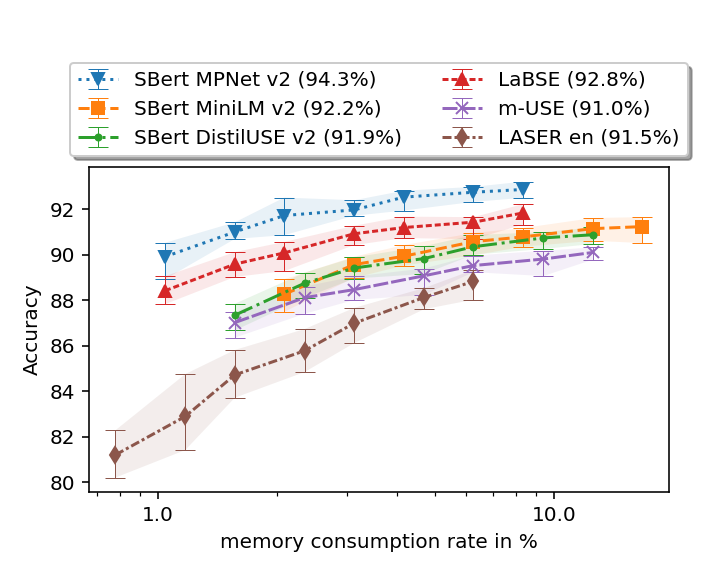 SBert MPNet v2 (94.3%)
SBert MiniLM v2 (92.2%)
SBert DistilUSE v2 (91.9%)
LaBSE (92.8%)
m-USE (91.0%)
LASER en (91.5%)
Accuracy
92
90
88
86
84
82
80
1.0
10.0
memory consumption rate in %